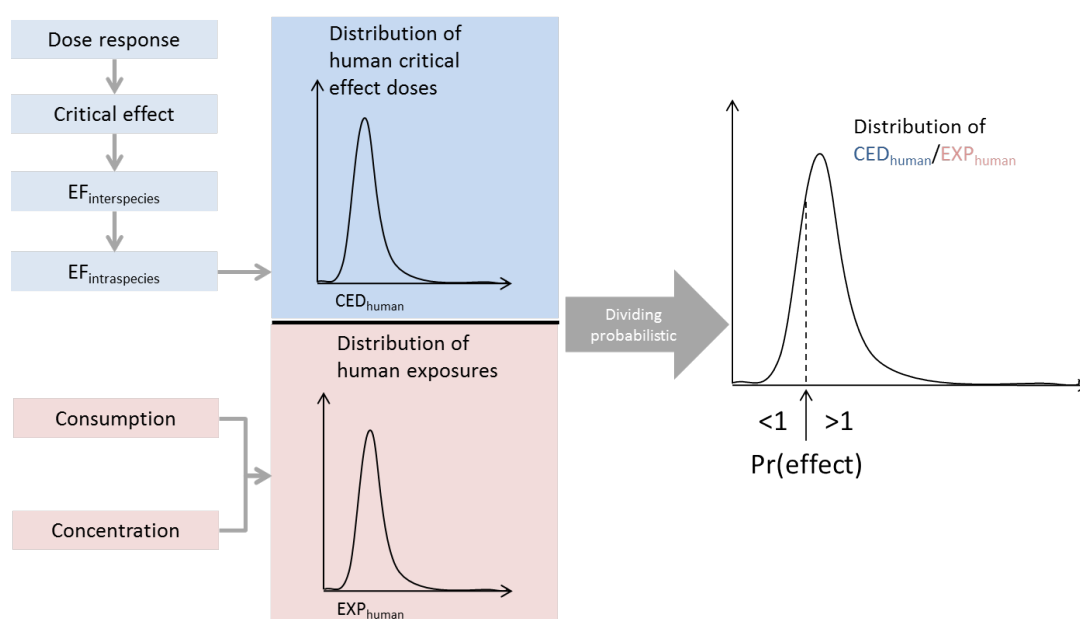 Dose response
Critical effect
EFinterspecies
EFintraspecies
Distribution of
human critical
effect doses
CEDhuman
Consumption
Concentration
Distribution of
human exposures
EXPhuman
Dividing
probabilistic
Distribution of
CEDhuman/EXPhuman
<1 >1
Pr(effect)